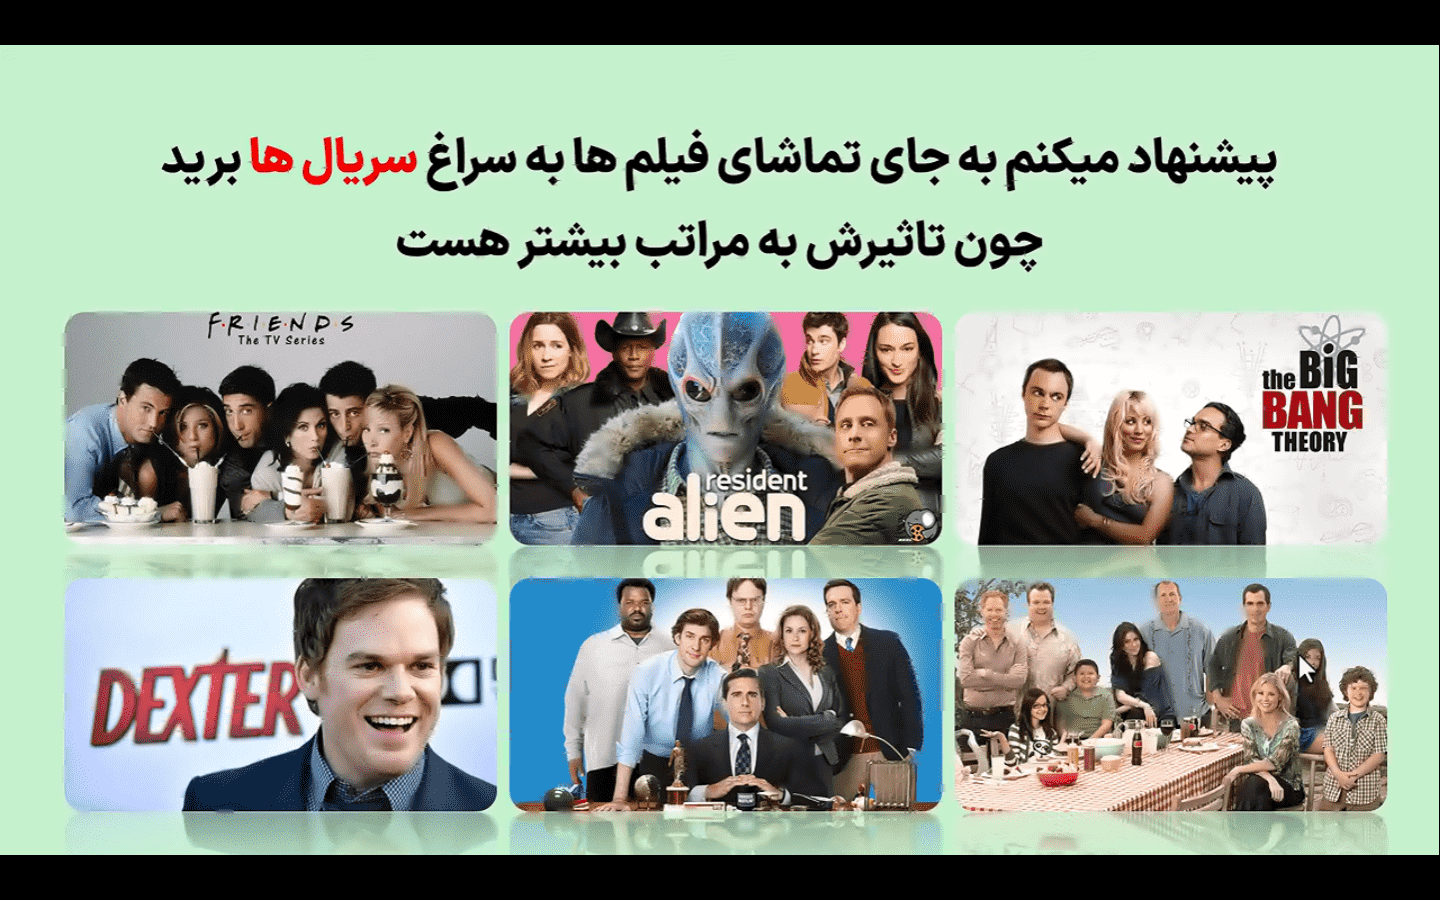 پیشنهاد میکنم به جای تماشای فیلم ها به سراغ سریال ها برید
چون تاثیرش به مراتب بیشتر هست
FRIENDS
The TV Series
resident
alien
the BIG
BANG
THEORY
DEXTER